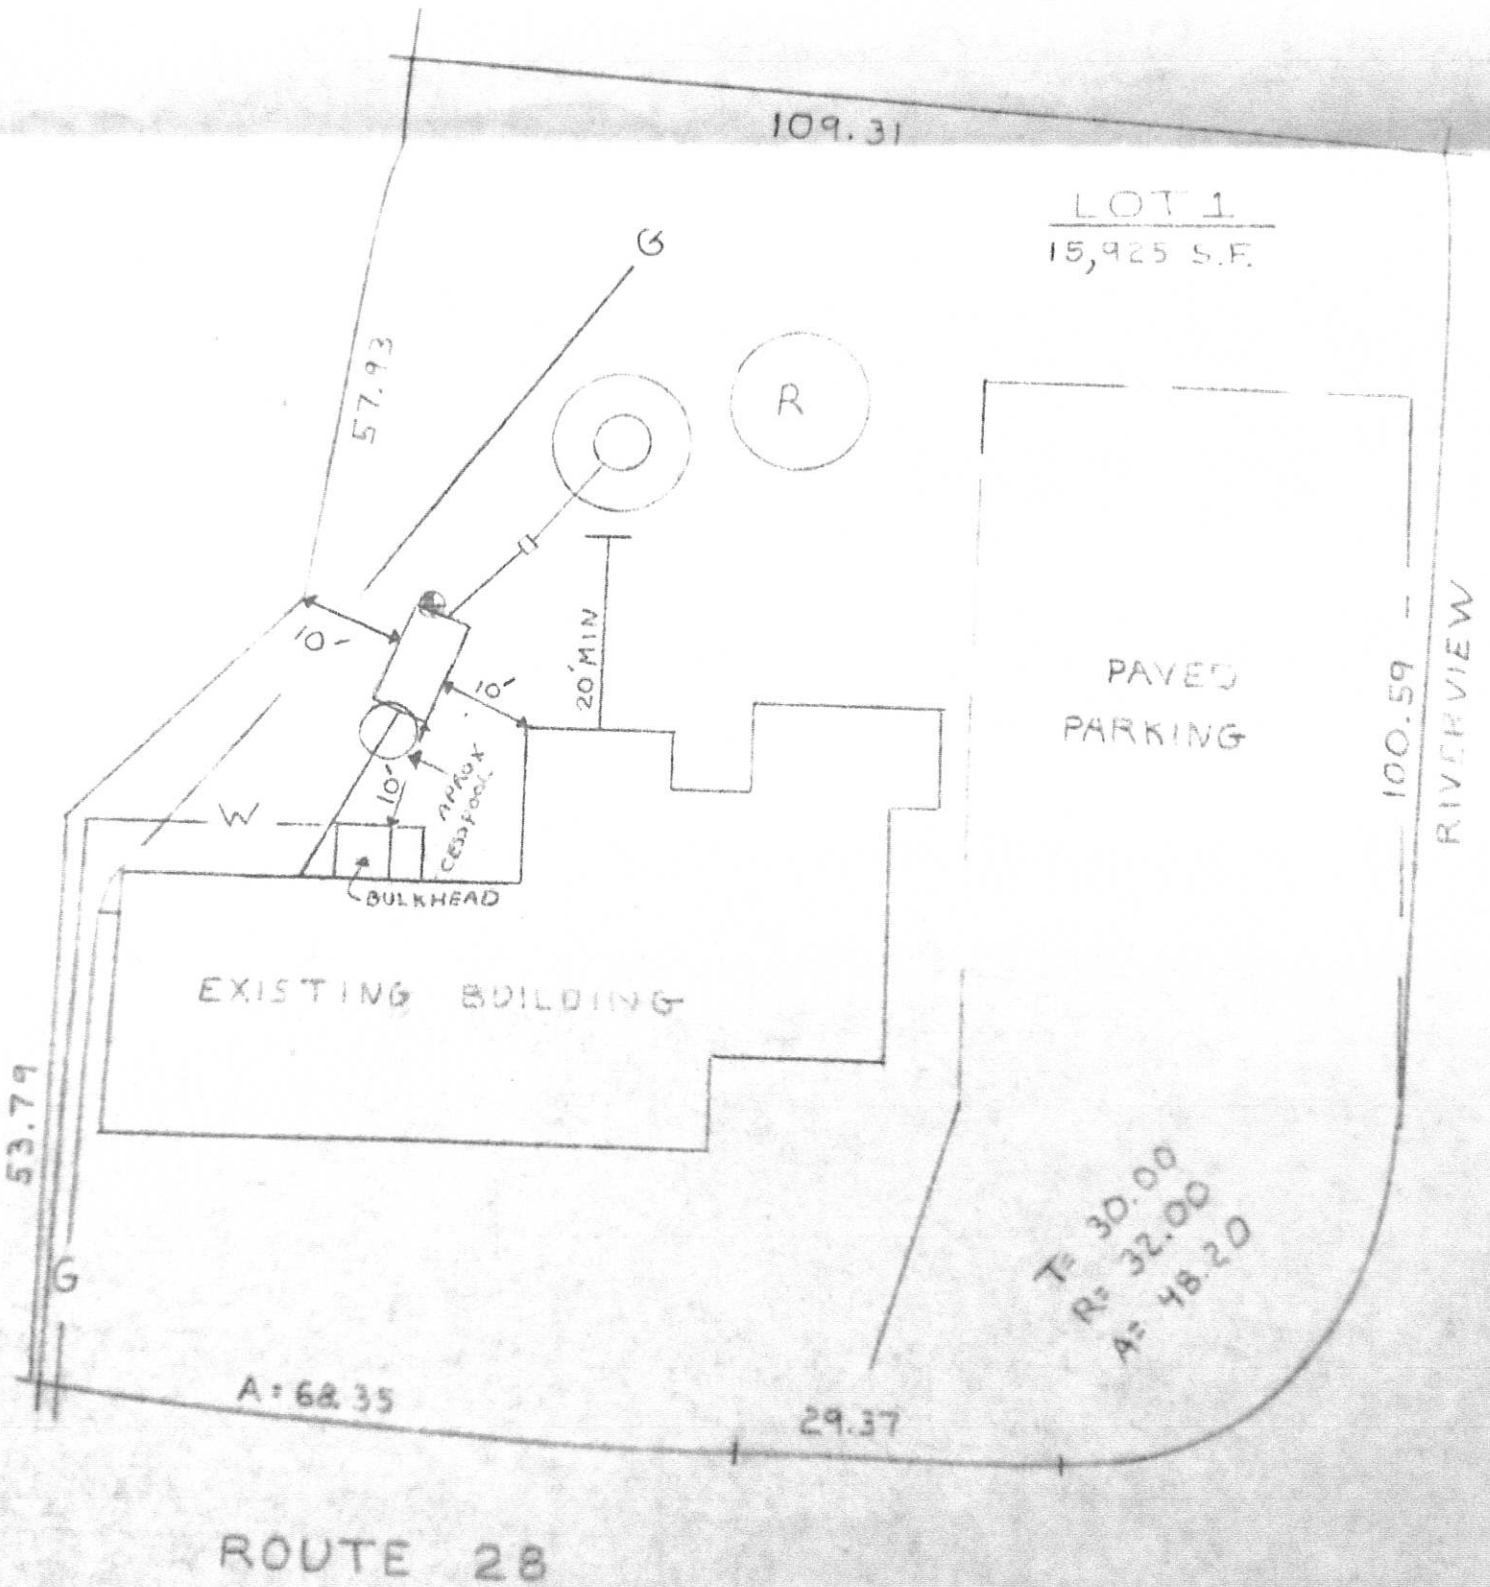 109.31
LOT 1
15,925 S.F.
G
57.93
R
10'
10'
20' MIN
PAVED
PARKING
100.59
RIVERVIEW
10'
APROX
CESSPOOL
W
BULKHEAD
EXISTING BUILDING
53.79
G
T= 30.00
R= 32.00
A= 48.20
A= 68.35
29.37
ROUTE 28